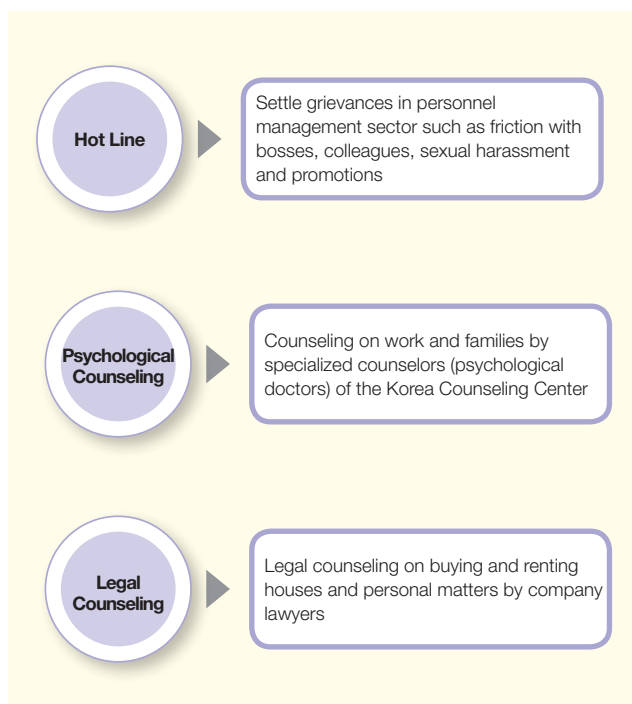 Hot Line
Settle grievances in personnel
management sector such as friction with
bosses, colleagues, sexual harassment
and promotions
Psychological
Counseling
Counseling on work and families by
specialized counselors (psychological
doctors) of the Korea Counseling Center
Legal
Counseling
Legal counseling on buying and renting
houses and personal matters by company
lawyers